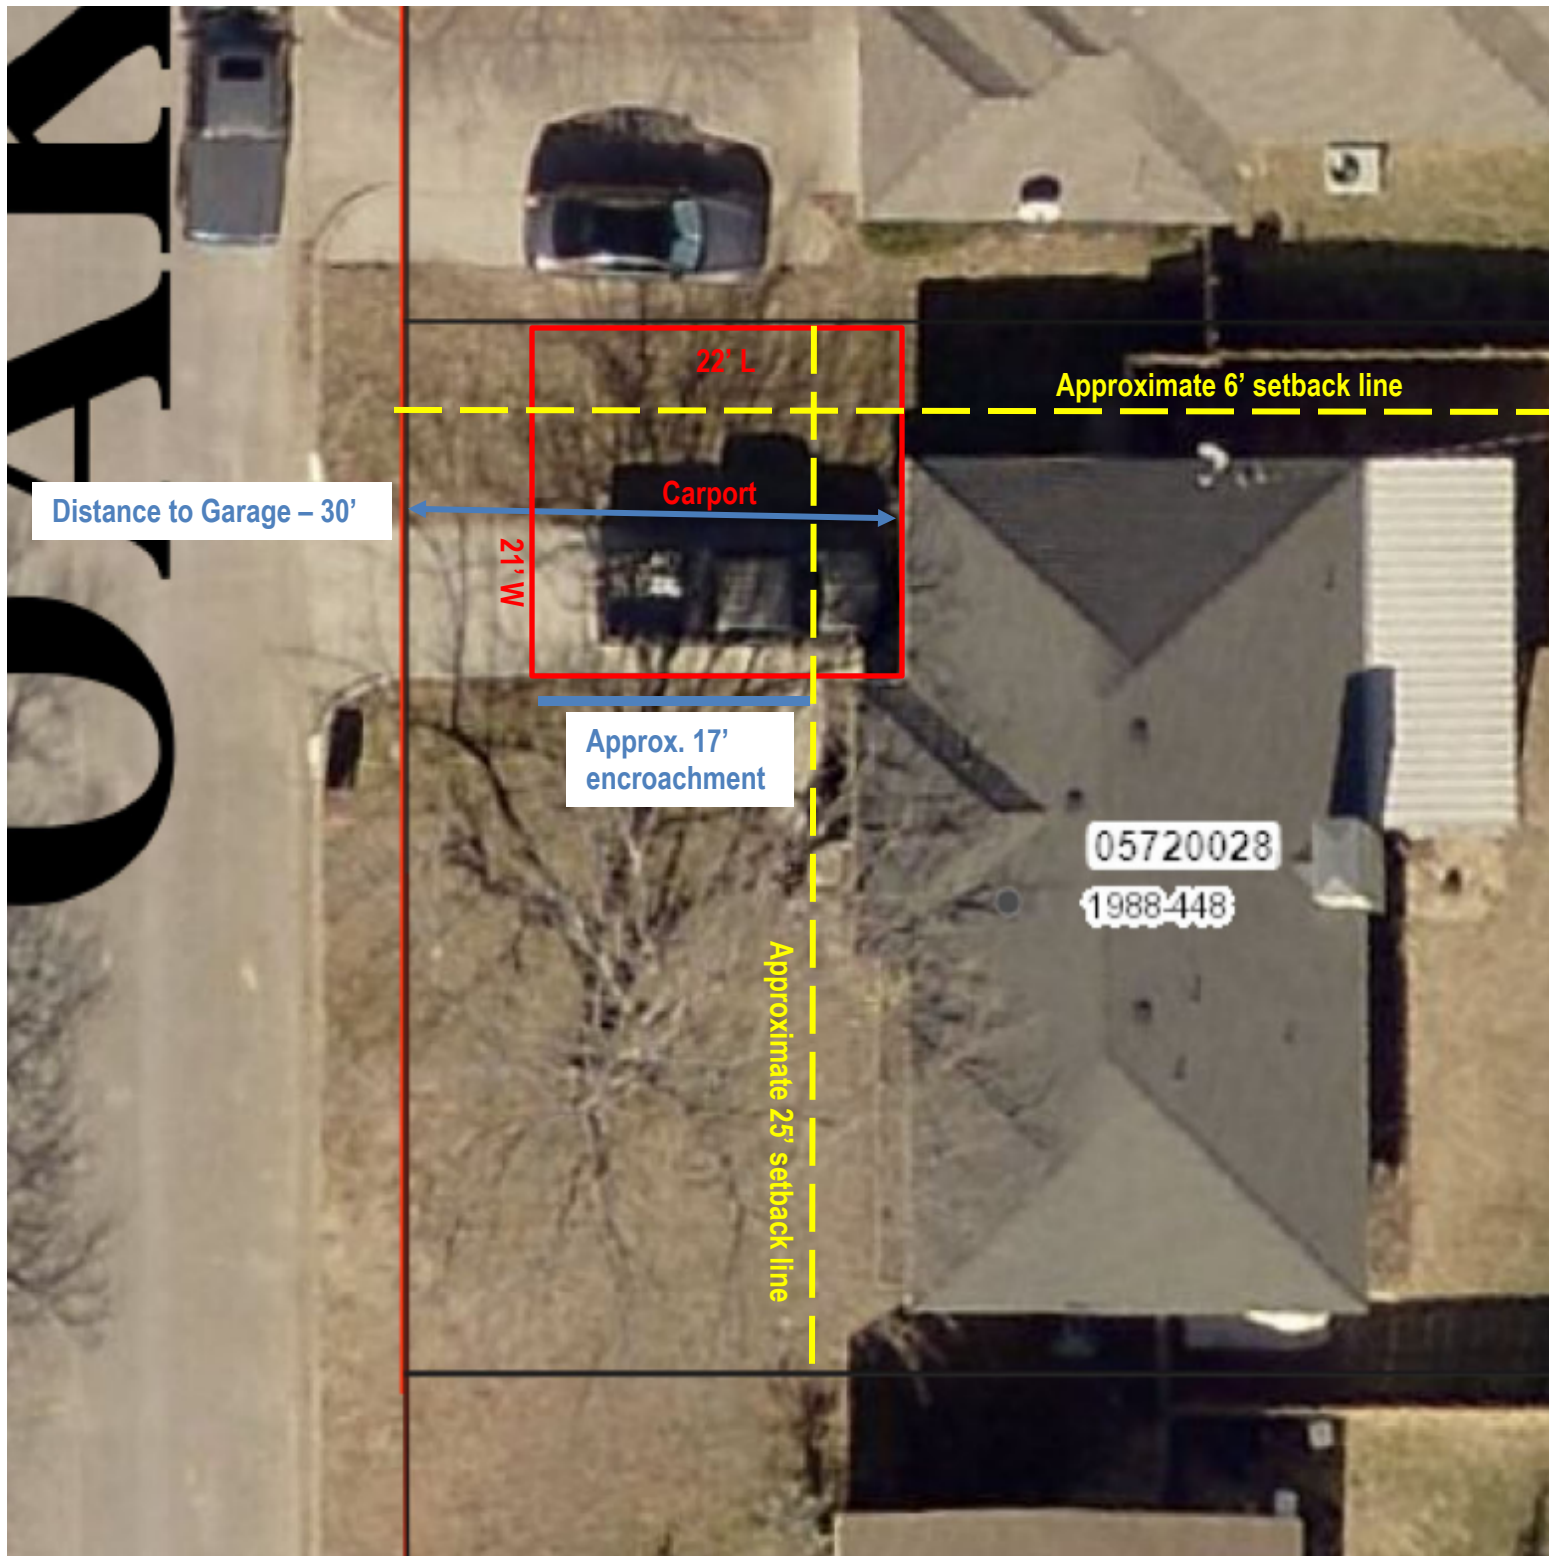 OAK
22’ L
Approximate 6’ setback line
Carport
Distance to Garage – 30’
21’ W
Approx. 17’
encroachment
05720028
1988-448
Approximate 25’ setback line